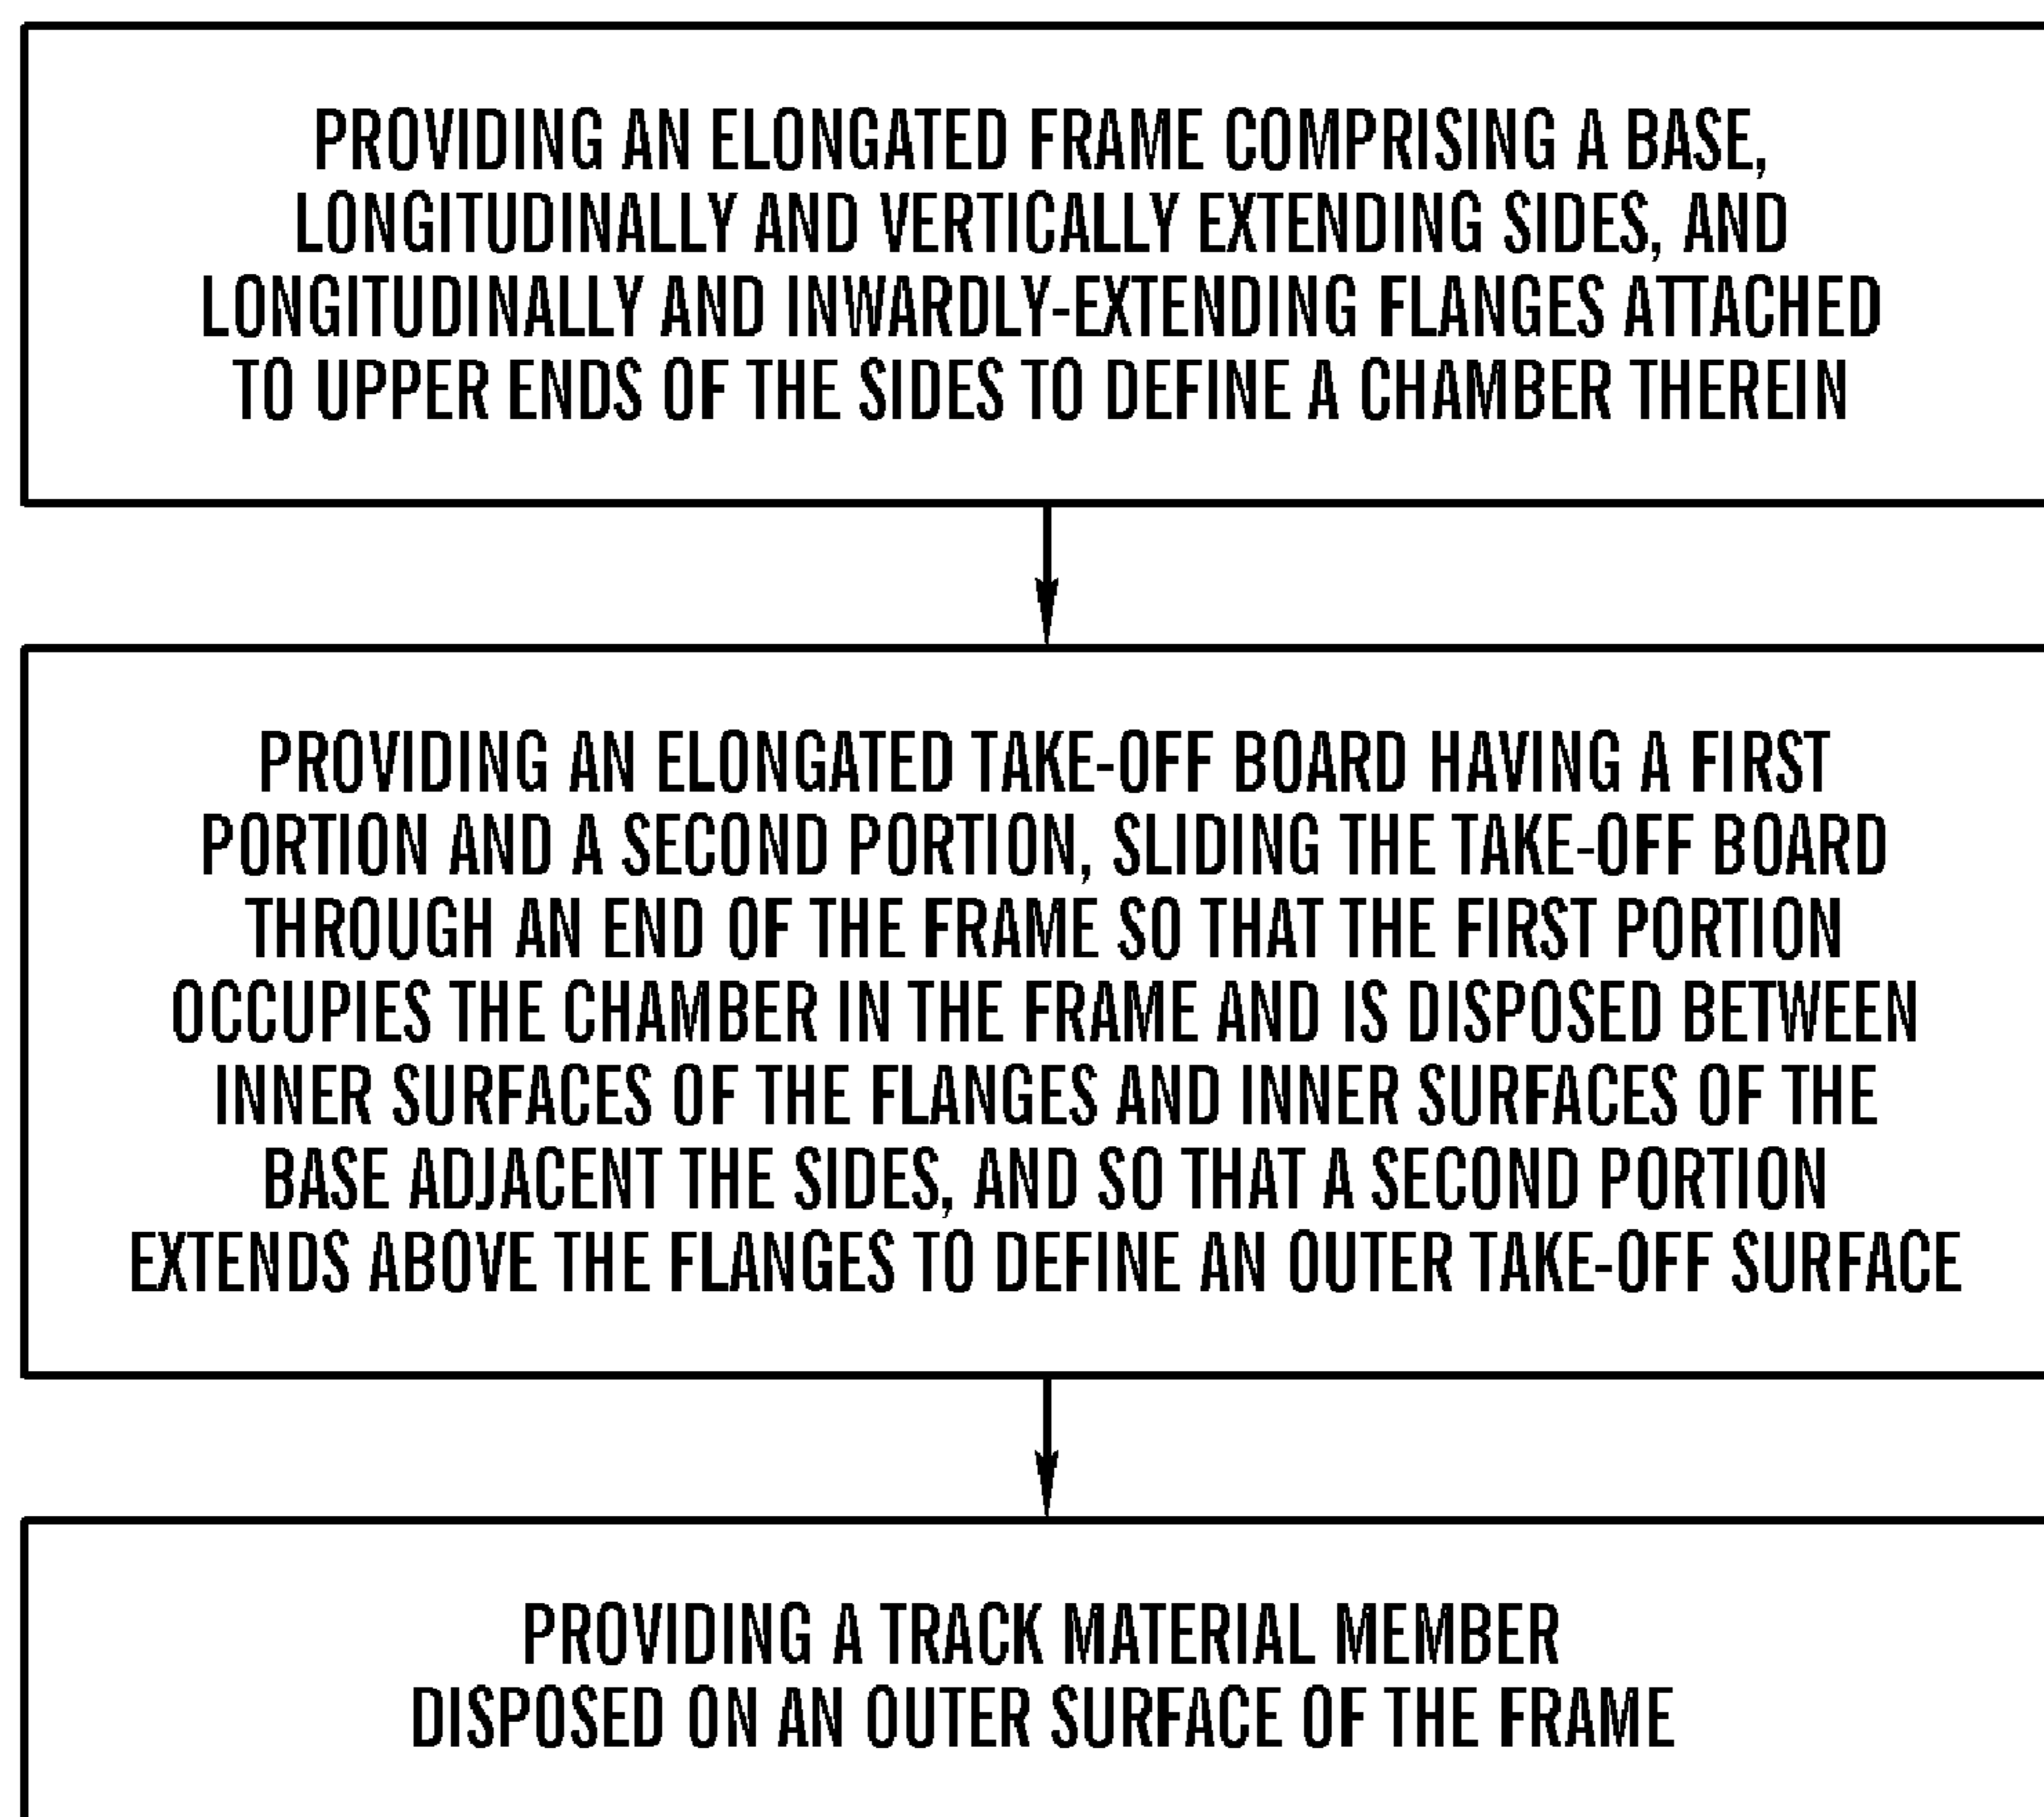 PROVIDING AN ELONGATED FRAME COMPRISING A BASE,
LONGITUDINALLY AND VERTICALLY EXTENDING SIDES, AND
LONGITUDINALLY AND INWARDLY-EXTENDING FLANGES ATTACHED
TO UPPER ENDS OF THE SIDES TO DEFINE A CHAMBER THEREIN
PROVIDING AN ELONGATED TAKE-OFF BOARD HAVING A FIRST
PORTION AND A SECOND PORTION, SLIDING THE TAKE-OFF BOARD
THROUGH AN END OF THE FRAME SO THAT THE FIRST PORTION
OCCUPIES THE CHAMBER IN THE FRAME AND IS DISPOSED BETWEEN
INNER SURFACES OF THE FLANGES AND INNER SURFACES OF THE
BASE ADJACENT THE SIDES, AND SO THAT A SECOND PORTION
EXTENDS ABOVE THE FLANGES TO DEFINE AN OUTER TAKE-OFF SURFACE
PROVIDING A TRACK MATERIAL MEMBER
DISPOSED ON AN OUTER SURFACE OF THE FRAME